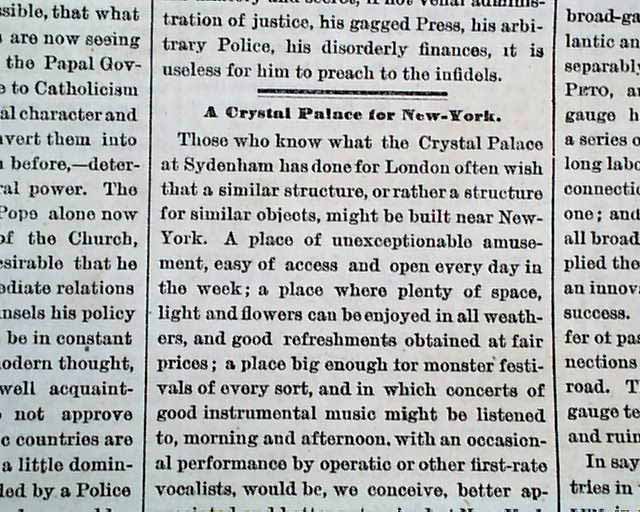 ssible, that what
are now seeing
the Papal Gov-
to Catholicism
al character and
vert them into
before,—deter-
ral power. The
Pope alone now
of the Church,
esirable that he
ediate relations
nsels his policy
be in constant
odern thought,
well acquaint-
not approve
c countries are
a little domin-
led by a Police
tration of justice, his gagged Press, his arbi-
trary Police, his disorderly finances, it is
useless for him to preach to the infidels.
A Crystal Palace for New-York.
Those who know what the Crystal Palace
at Sydenham has done for London often wish
that a similar structure, or rather a structure
for similar objects, might be built near New-
York. A place of unexceptionable amuse-
ment, easy of access and open every day in
the week; a place where plenty of space,
light and flowers can be enjoyed in all weath-
ers, and good refreshments obtained at fair
prices; a place big enough for monster festi-
vals of every sort, and in which concerts of
good instrumental music might be listened
to, morning and afternoon, with an occasion-
al performance by operatic or other first-rate
vocalists, would be, we conceive, better ap-
broad-ga
lantic an
separably
PETO, a
gauge h
a series o
long labo
connectio
one; and
all broad
plied the
an innov
success.
fer of pas
nections
road. T
gauge te
and ruin
In say
tries in